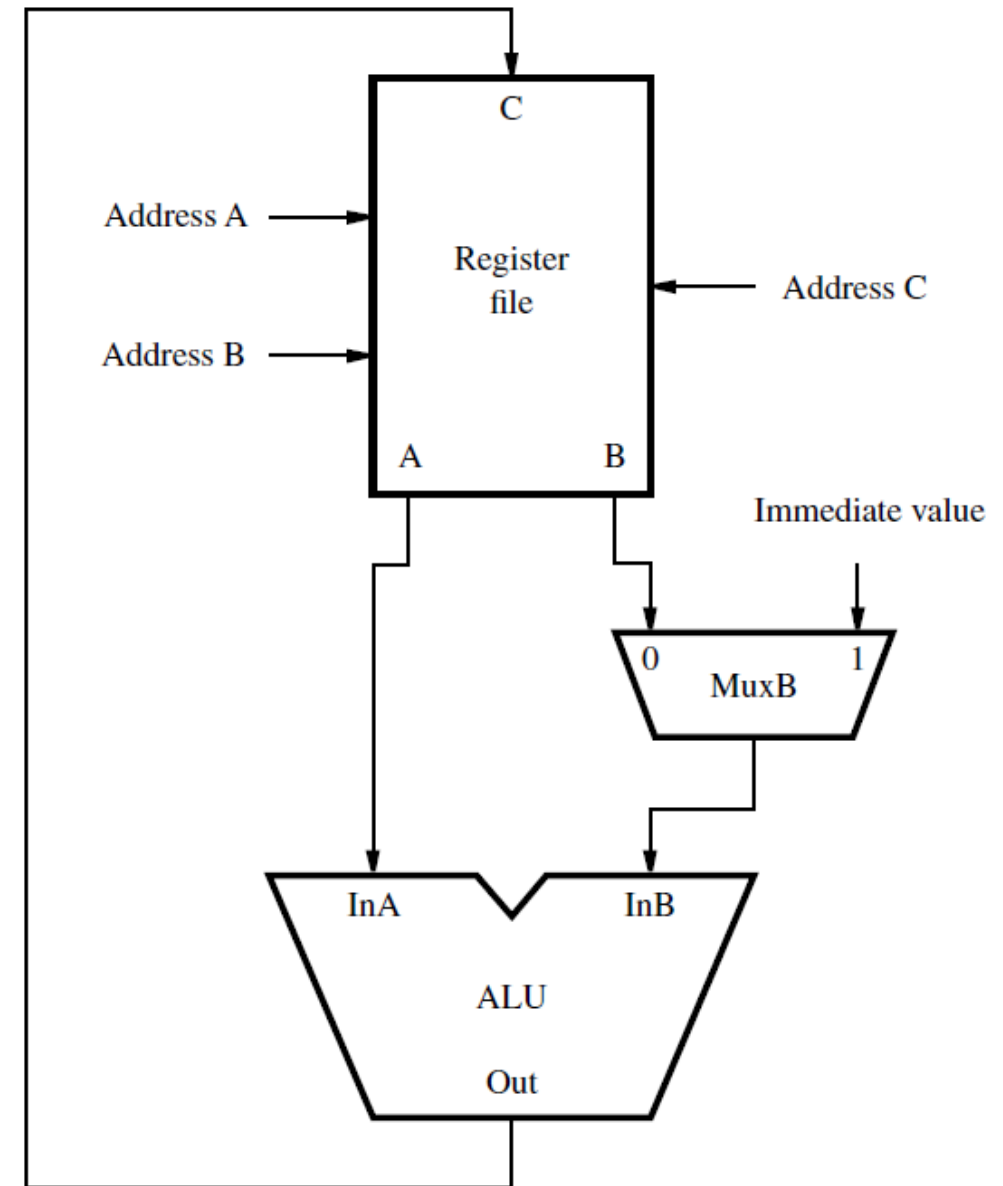 C
Address A
Register
file
Address C
Address B
A
B
Immediate value
0
1
MuxB
InA
InB
ALU
Out